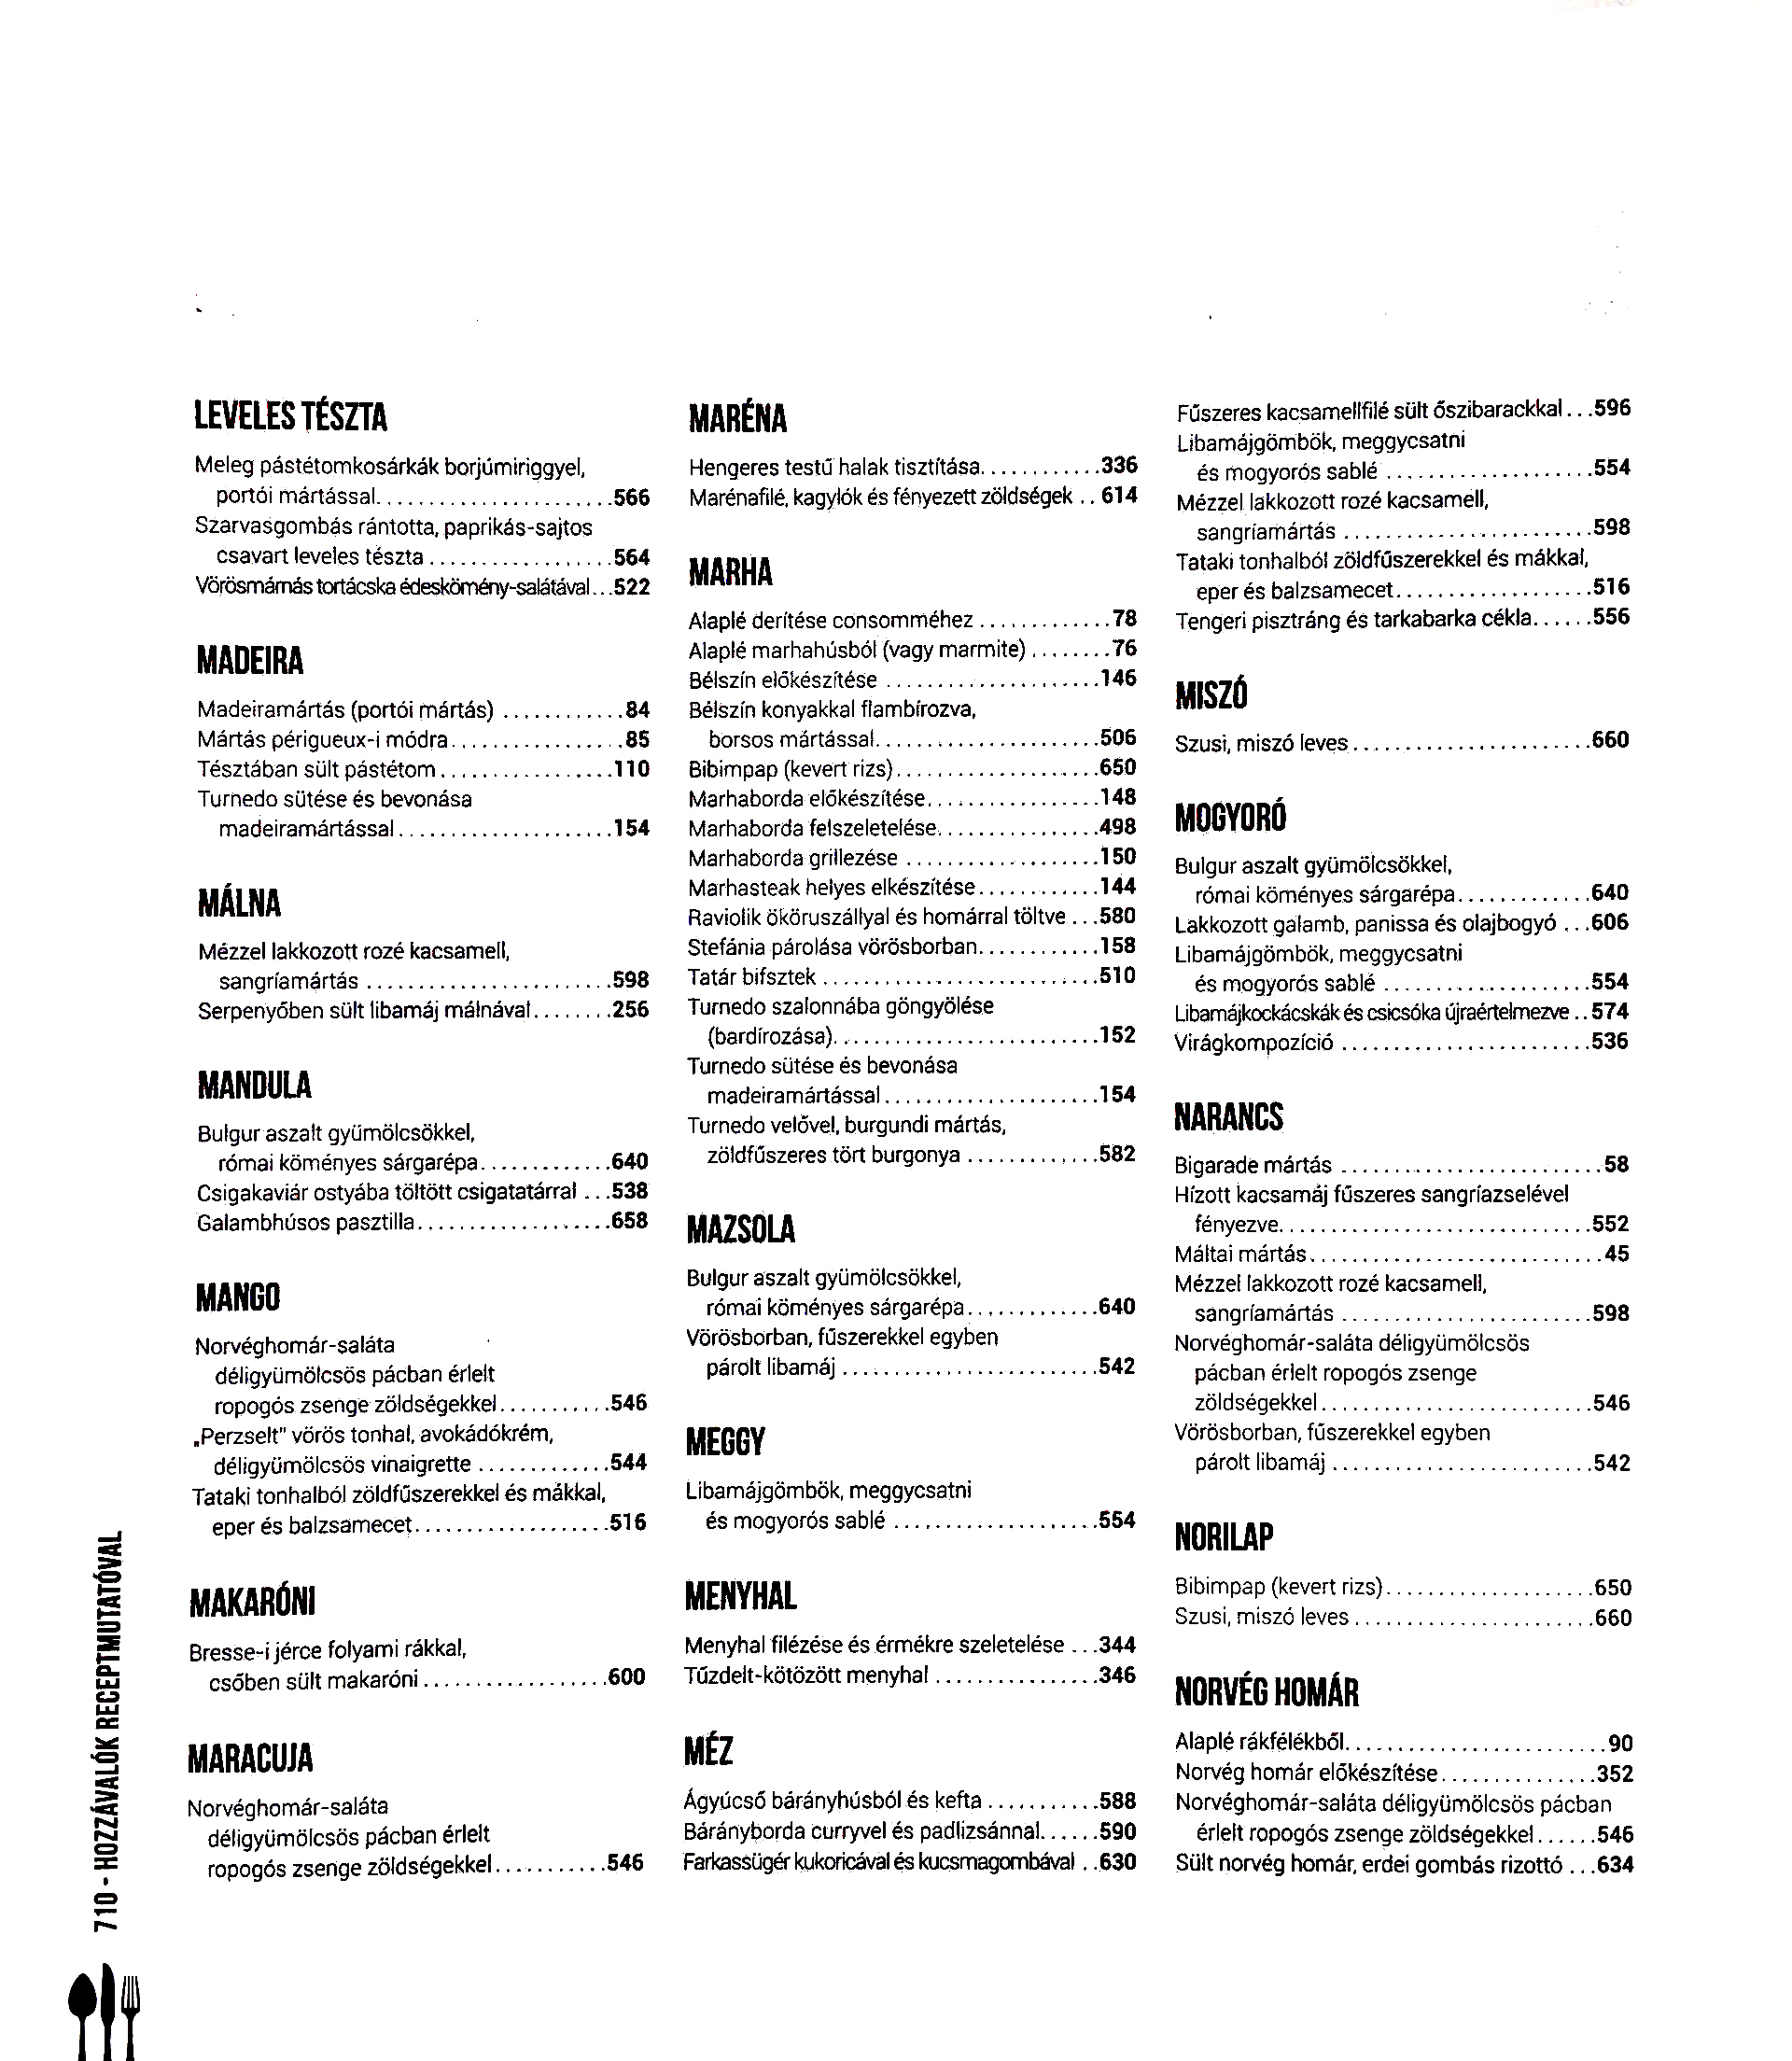 LEVELES TÉSZTA
Meleg pástétomkosárkák borjúmiriggyel,
portói mártással.......................566
Szarvasgombás rántotta, paprikás-sajtos
csavart leveles tészta..................564
Vörösmárnás tortácska édeskömény-salátával...522
MADEIRA
Madeiramártás (portói mártás)............84
Mártás périgueux-i módra.................85
Tésztában sült pástétom.................110
Turnedo sütése és bevonása
madeiramártással.....................154
MÁLNA
Mézzel lakkozott rozé kacsamell,
sangríamártás........................598
Serpenyőben sült libamáj málnával........256
MANDULA
Bulgur aszalt gyümölcsökkel,
római köményes sárgarépa.............640
Csigakaviár ostyába töltött csigatatárral...538
Galambhúsos pasztilla...................658
MANGO
Norvéghomár-saláta
déligyümölcsös pácban érlelt
ropogós zsenge zöldségekkel...........546
„Perzselt" vörös tonhal, avokádókrém,
déligyümölcsös vinaigrette.............544
Tataki tonhalból zöldfűszerekkel és mákkal,
eper és balzsamecet...................516
MAKARÓNI
Bresse-i jérce folyami rákkal,
csőben sült makaróni..................600
MARACUJA
Norvéghomár-saláta
déligyümölcsös pácban érlelt
ropogós zsenge zöldségekkel...........546
MARÉNA
Hengeres testű halak tisztítása............336
Marénafilé, kagylók és fényezett zöldségek..614
MARHA
Alaplé derítése consomméhez.............78
Alaplé marhahúsból (vagy marmite)........76
Bélszín előkészítése.....................146
Bélszín konyakkal flambírozva,
borsos mártással......................506
Bibimpap (kevert rizs)....................650
Marhaborda előkészítése.................148
Marhaborda felszeletelése................498
Marhaborda grillezése...................150
Marhasteak helyes elkészítése............144
Raviolik ököruszállyal és homárral töltve...580
Stefánia párolása vörösborban............158
Tatár bifsztek...........................510
Turnedo szalonnába göngyölése
(bardírozása)..........................152
Turnedo sütése és bevonása
madeiramártással.....................154
Turnedo velővel, burgundi mártás,
zöldfűszeres tört burgonya.............582
MAZSOLA
Bulgur aszalt gyümölcsökkel,
római köményes sárgarépa.............640
Vörösborban, fűszerekkel egyben
párolt libamáj.........................542
MEGGY
Libamájgömbök, meggycsatni
és mogyorós sablé....................554
MENYHAL
Menyhal filézése és érmékre szeletelése...344
Tűzdelt-kötözött menyhal................346
MÉZ
Ágyúcső bárányhúsból és kefta...........588
Bárányborda curryvel és padlizsánnal......590
Farkassügér kukoricával és kucsmagombával..630
Fűszeres kacsamellfilé sült őszibarackkal...596
Libamájgömbök, meggycsatni
és mogyorós sablé....................554
Mézzel lakkozott rozé kacsamell,
sangríamártás........................598
Tataki tonhalból zöldfűszerekkel és mákkal,
eper és balzsamecet...................516
Tengeri pisztráng és tarkabarka cékla......556
MISZÓ
Szusi, miszó leves.......................660
MOGYORÓ
Bulgur aszalt gyümölcsökkel,
római köményes sárgarépa.............640
Lakkozott galamb, panissa és olajbogyó...606
Libamájgömbök, meggycsatni
és mogyorós sablé....................554
Libamájkockácskák és csicsóka újraértelmezve..574
Virágkompozíció........................536
NARANCS
Bigarade mártás.........................58
Hízott kacsamáj fűszeres sangríazselével
fényezve..............................552
Máltai mártás............................45
Mézzel lakkozott rozé kacsamell,
sangríamártás........................598
Norvéghomár-saláta déligyümölcsös
pácban érlelt ropogós zsenge
zöldségekkel..........................546
Vörösborban, fűszerekkel egyben
párolt libamáj.........................542
NORILAP
Bibimpap (kevert rizs)....................650
Szusi, miszó leves.......................660
NORVÉG HOMÁR
Alaplé rákfélékből.........................90
Norvég homár előkészítése...............352
Norvéghomár-saláta déligyümölcsös pácban
érlelt ropogós zsenge zöldségekkel......546
Sült norvég homár, erdei gombás rizottó...634
710 - HOZZÁVALÓK RECEPTMUTATÓVAL